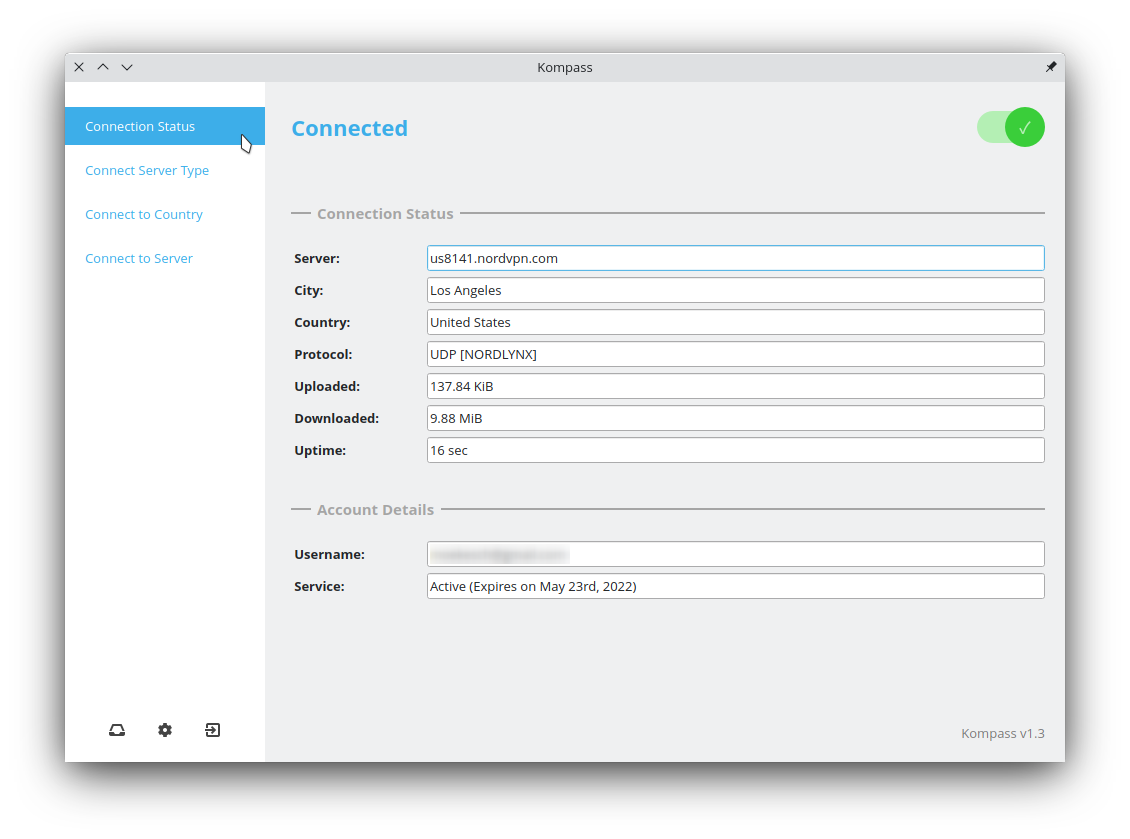 Kompass
Connection Status
Connect Server Type
Connect to Country
Connect to Server
Connected
Connection Status
Server: us8141.nordvpn.com
City: Los Angeles
Country: United States
Protocol: UDP [NORDLYNX]
Uploaded: 137.84 KiB
Downloaded: 9.88 MiB
Uptime: 16 sec
Account Details
Username:
Service: Active (Expires on May 23rd, 2022)
Kompass v1.3